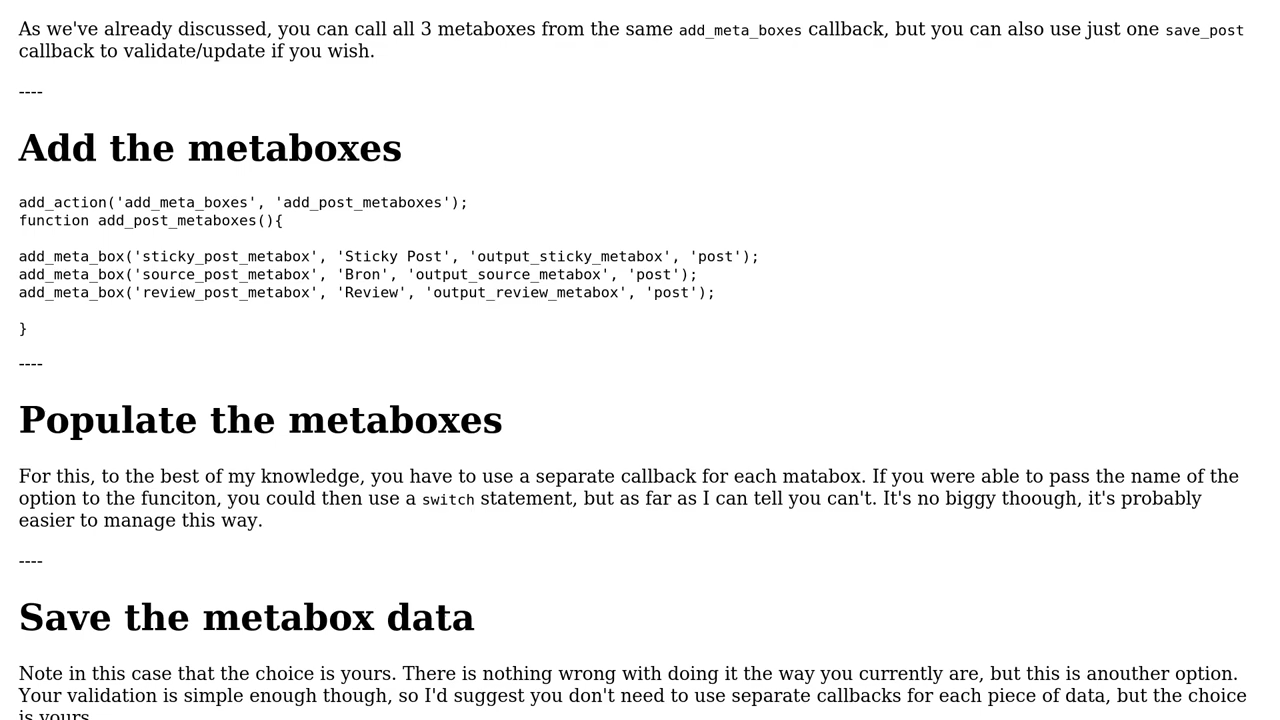 As we've already discussed, you can call all 3 metaboxes from the same add_meta_boxes callback, but you can also use just one save_post
callback to validate/update if you wish.
----
Add the metaboxes
add_action('add_meta_boxes', 'add_post_metaboxes');
function add_post_metaboxes(){
add_meta_box('sticky_post_metabox', 'Sticky Post', 'output_sticky_metabox', 'post');
add_meta_box('source_post_metabox', 'Bron', 'output_source_metabox', 'post');
add_meta_box('review_post_metabox', 'Review', 'output_review_metabox', 'post');
}
----
Populate the metaboxes
For this, to the best of my knowledge, you have to use a separate callback for each matabox. If you were able to pass the name of the
option to the funciton, you could then use a switch statement, but as far as I can tell you can't. It's no biggy thoough, it's probably
easier to manage this way.
----
Save the metabox data
Note in this case that the choice is yours. There is nothing wrong with doing it the way you currently are, but this is anouther option.
Your validation is simple enough though, so I'd suggest you don't need to use separate callbacks for each piece of data, but the choice
is yours.